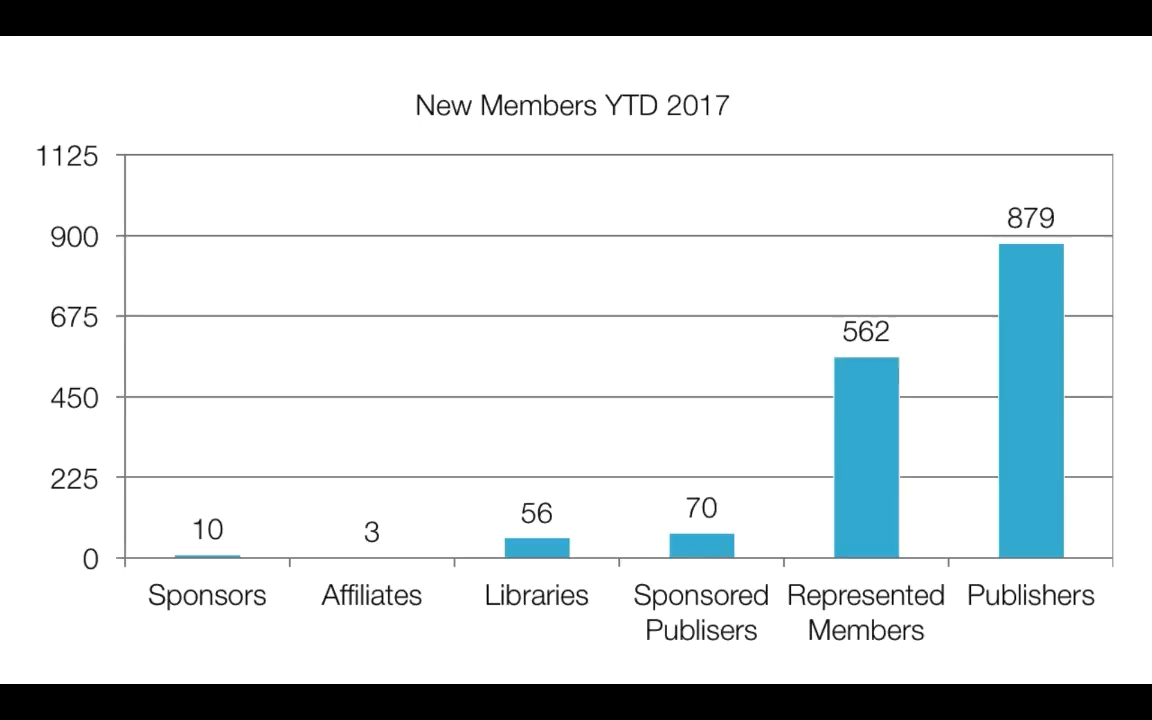 New Members YTD 2017
1125
900
675
450
225
0
10
3
56
70
562
879
Sponsors
Affiliates
Libraries
Sponsored
Publisers
Represented
Members
Publishers